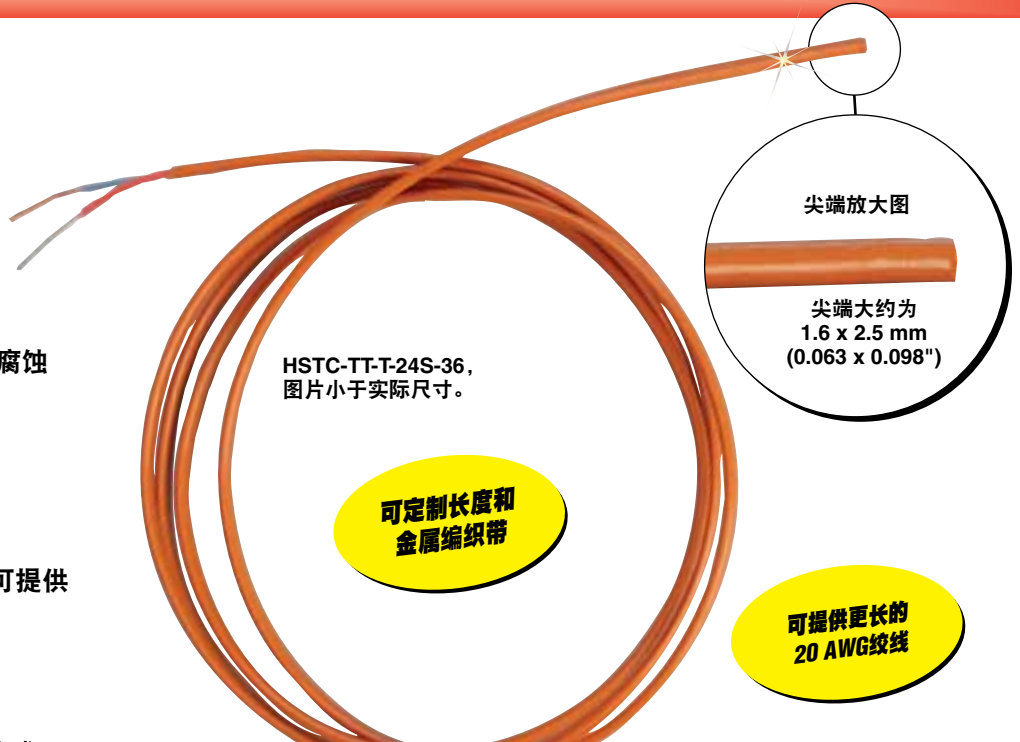 尖端放大图
尖端大约为
1.6 x 2.5 mm
(0.063 x 0.098")
腐蚀
HSTC-TT-T-24S-36，
图片小于实际尺寸。
可定制长度和
金属编织带
可提供
可提供更长的
20 AWG绞线